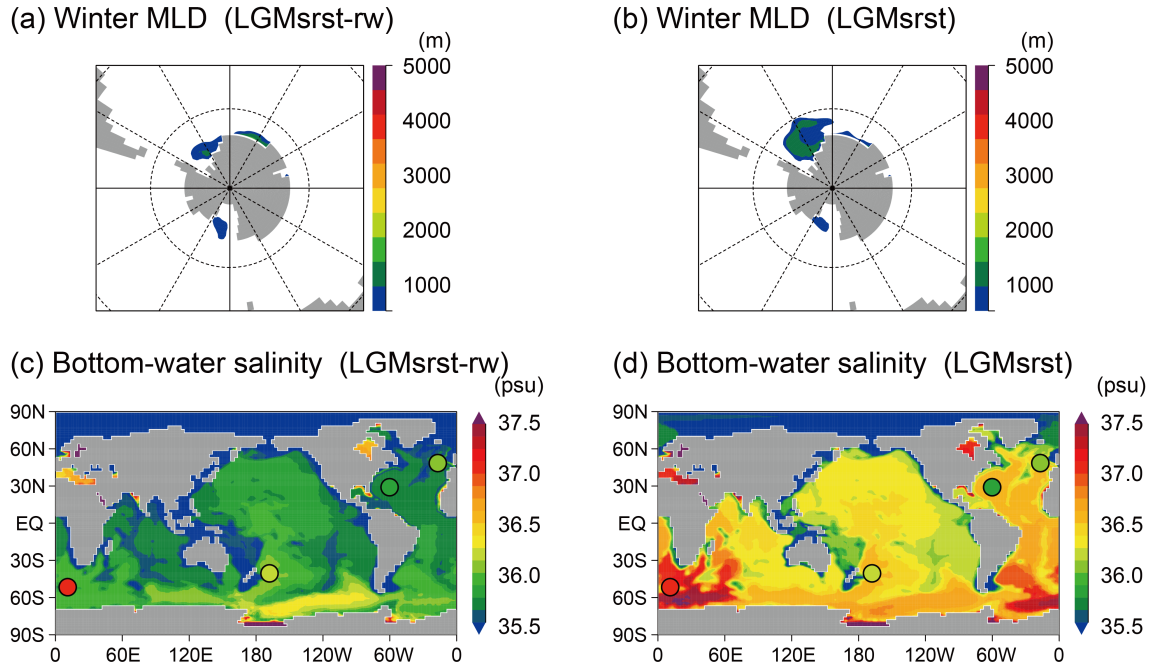 (a) Winter MLD (LGMsrst-rw)
(m)
5000
4000
3000
2000
1000
(b) Winter MLD (LGMsrst)
(m)
5000
4000
3000
2000
1000
(c) Bottom-water salinity (LGMsrst-rw)
(psu)
90N
60N
30N
EQ
30S
60S
90S
0 60E 120E 180 120W 60W 0
37.5
37.0
36.5
36.0
35.5
(d) Bottom-water salinity (LGMsrst)
(psu)
90N
60N
30N
EQ
30S
60S
90S
0 60E 120E 180 120W 60W 0
37.5
37.0
36.5
36.0
35.5